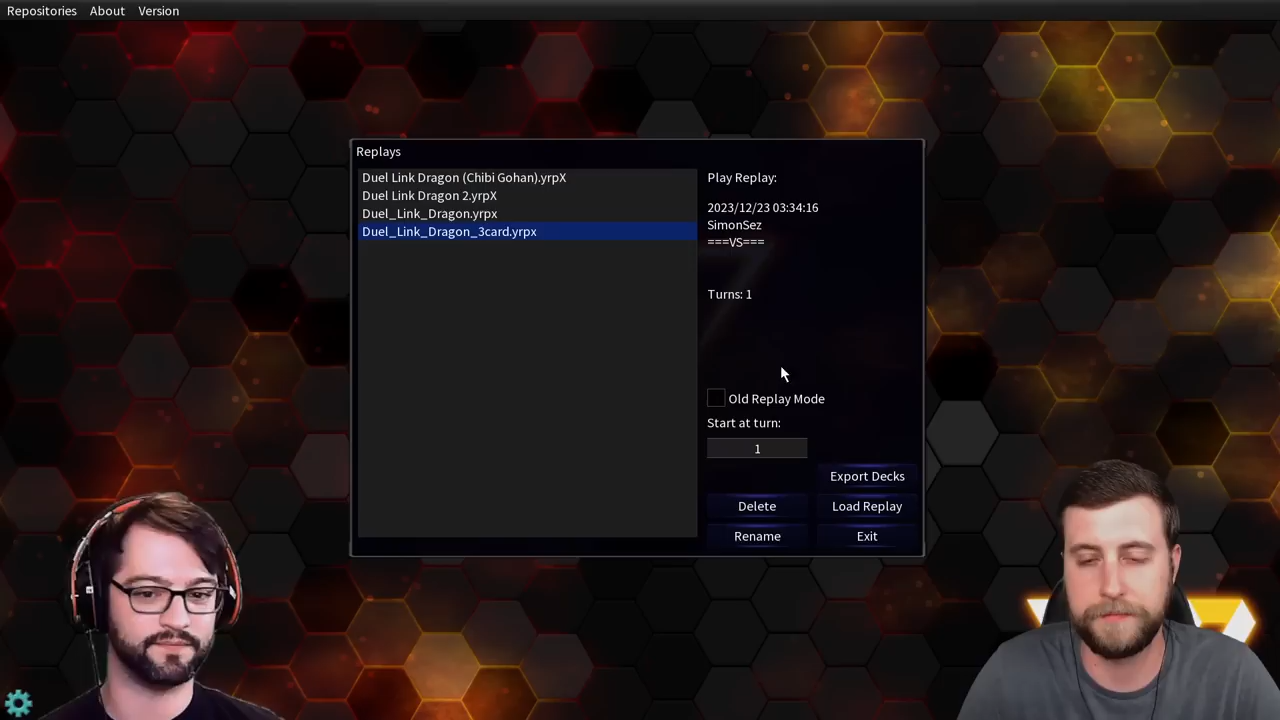 Repositories About Version
Replays
Duel Link Dragon (Chibi Gohan).yrpX
Duel Link Dragon 2.yrpX
Duel_Link_Dragon.yrpx
Duel_Link_Dragon_3card.yrpx
Play Replay:
2023/12/23 03:34:16
SimonSez
===VS===
Turns: 1
Old Replay Mode
Start at turn:
1
Export Decks
Delete
Load Replay
Rename
Exit